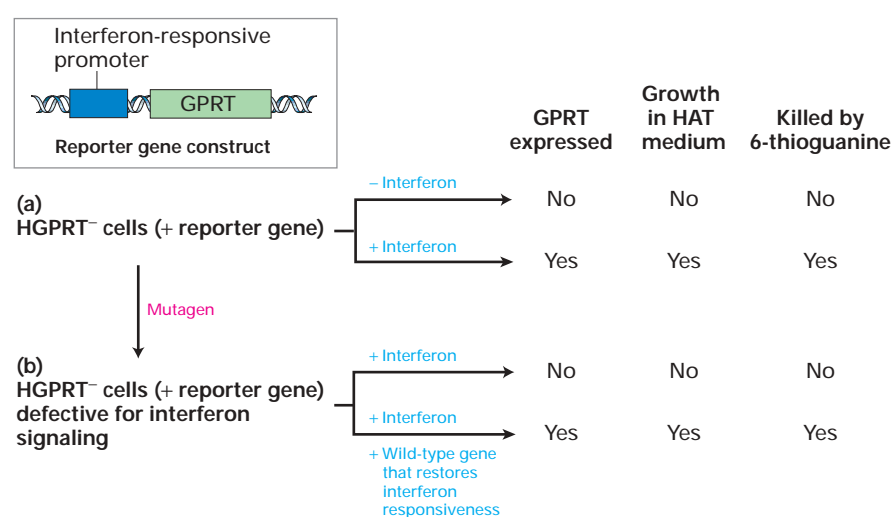 Interferon-responsive
promoter
GPRT
Reporter gene construct
GPRT
expressed
Growth
in HAT
medium
Killed by
6-thioguanine
(a)
HGPRT⁻ cells (+ reporter gene)
− Interferon
No No No
+ Interferon
Yes Yes Yes
Mutagen
(b)
HGPRT⁻ cells (+ reporter gene)
defective for interferon
signaling
+ Interferon
No No No
+ Interferon
Yes Yes Yes
+ Wild-type gene
that restores
interferon
responsiveness